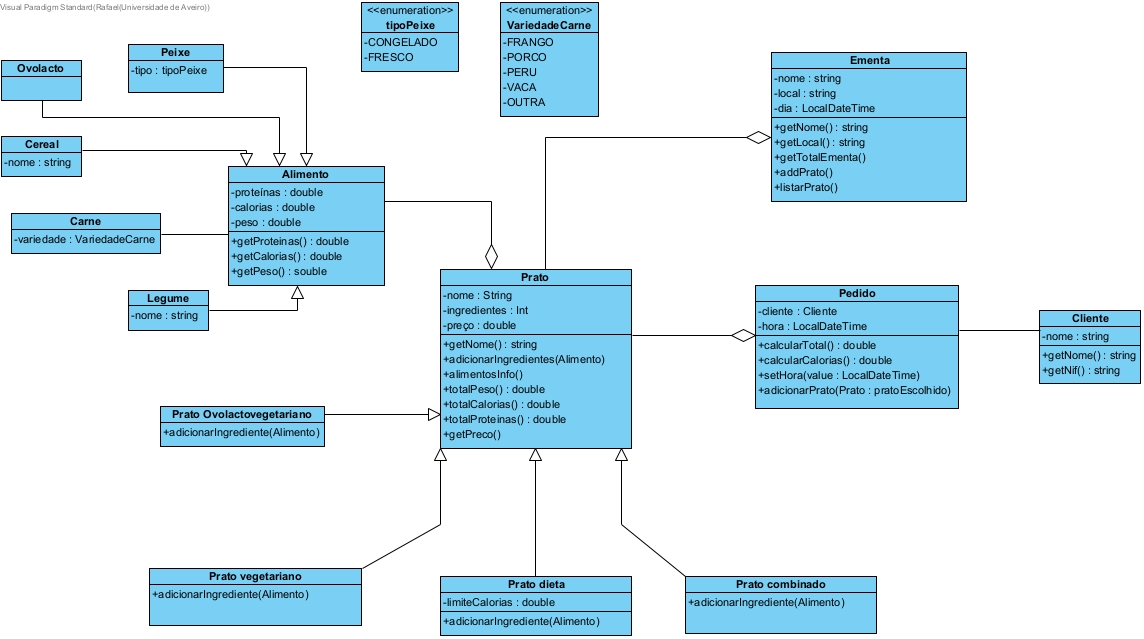 Visual Paradigm Standard(Rafael(Universidade de Aveiro))
<<enumeration>>
tipoPeixe
-CONGELADO
-FRESCO
<<enumeration>>
VariedadeCarne
-FRANGO
-PORCO
-PERU
-VACA
-OUTRA
Peixe
-tipo : tipoPeixe
Ovolacto
Cereal
-nome : string
Carne
-variedade : VariedadeCarne
Legume
-nome : string
Alimento
-proteínas : double
-calorias : double
-peso : double
+getProteinas() : double
+getCalorias() : double
+getPeso() : souble
Ementa
-nome : string
-local : string
-dia : LocalDateTime
+getNome() : string
+getLocal() : string
+getTotalEmenta()
+addPrato()
+listarPrato()
Prato
-nome : String
-ingredientes : Int
-preço : double
+getNome() : string
+adicionarIngredientes(Alimento)
+alimentosInfo()
+totalPeso() : double
+totalCalorias() : double
+totalProteinas() : double
+getPreco()
Pedido
-cliente : Cliente
-hora : LocalDateTime
+calcularTotal() : double
+calcularCalorias() : double
+setHora(value : LocalDateTime)
+adicionarPrato(Prato : pratoEscolhido)
Cliente
-nome : string
+getNome() : string
+getNif() : string
Prato Ovolactovegetariano
+adicionarIngrediente(Alimento)
Prato vegetariano
+adicionarIngrediente(Alimento)
Prato dieta
-limiteCalorias : double
+adicionarIngrediente(Alimento)
Prato combinado
+adicionarIngrediente(Alimento)